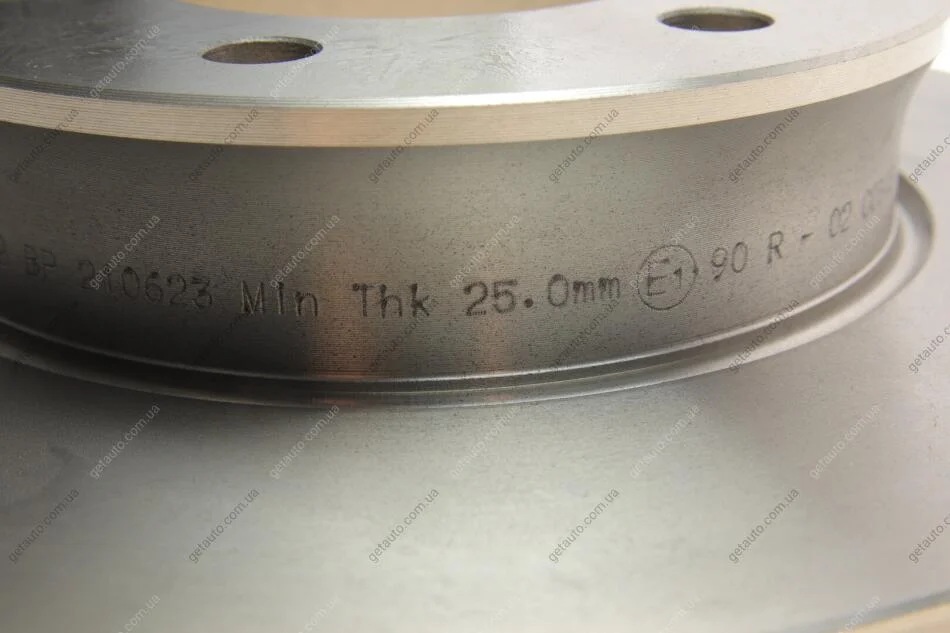 BP 210623 Min Thk 25.0mm E1 90 R - 02
getauto.com.ua